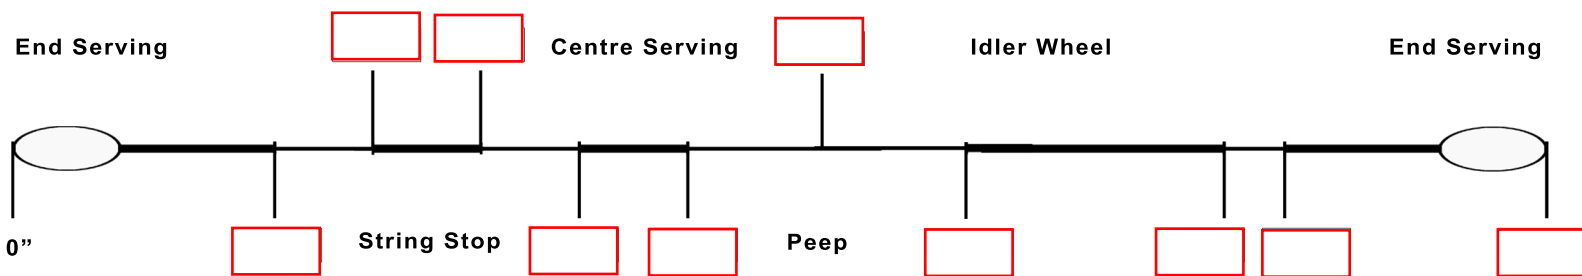 End Serving
Centre Serving
Idler Wheel
End Serving
0”
String Stop
Peep